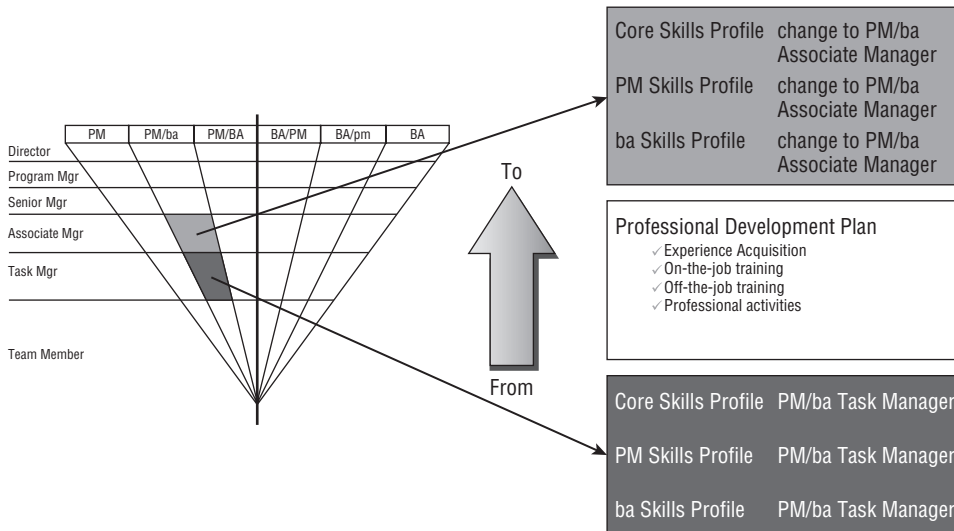 PM PM/ba PM/BA BA/PM BA/pm BA
Director
Program Mgr
Senior Mgr
Associate Mgr
Task Mgr
Team Member
To
From
Core Skills Profile change to PM/ba
Associate Manager
PM Skills Profile change to PM/ba
Associate Manager
ba Skills Profile change to PM/ba
Associate Manager
Professional Development Plan
✓Experience Acquisition
✓On-the-job training
✓Off-the-job training
✓Professional activities
Core Skills Profile PM/ba Task Manager
PM Skills Profile PM/ba Task Manager
ba Skills Profile PM/ba Task Manager